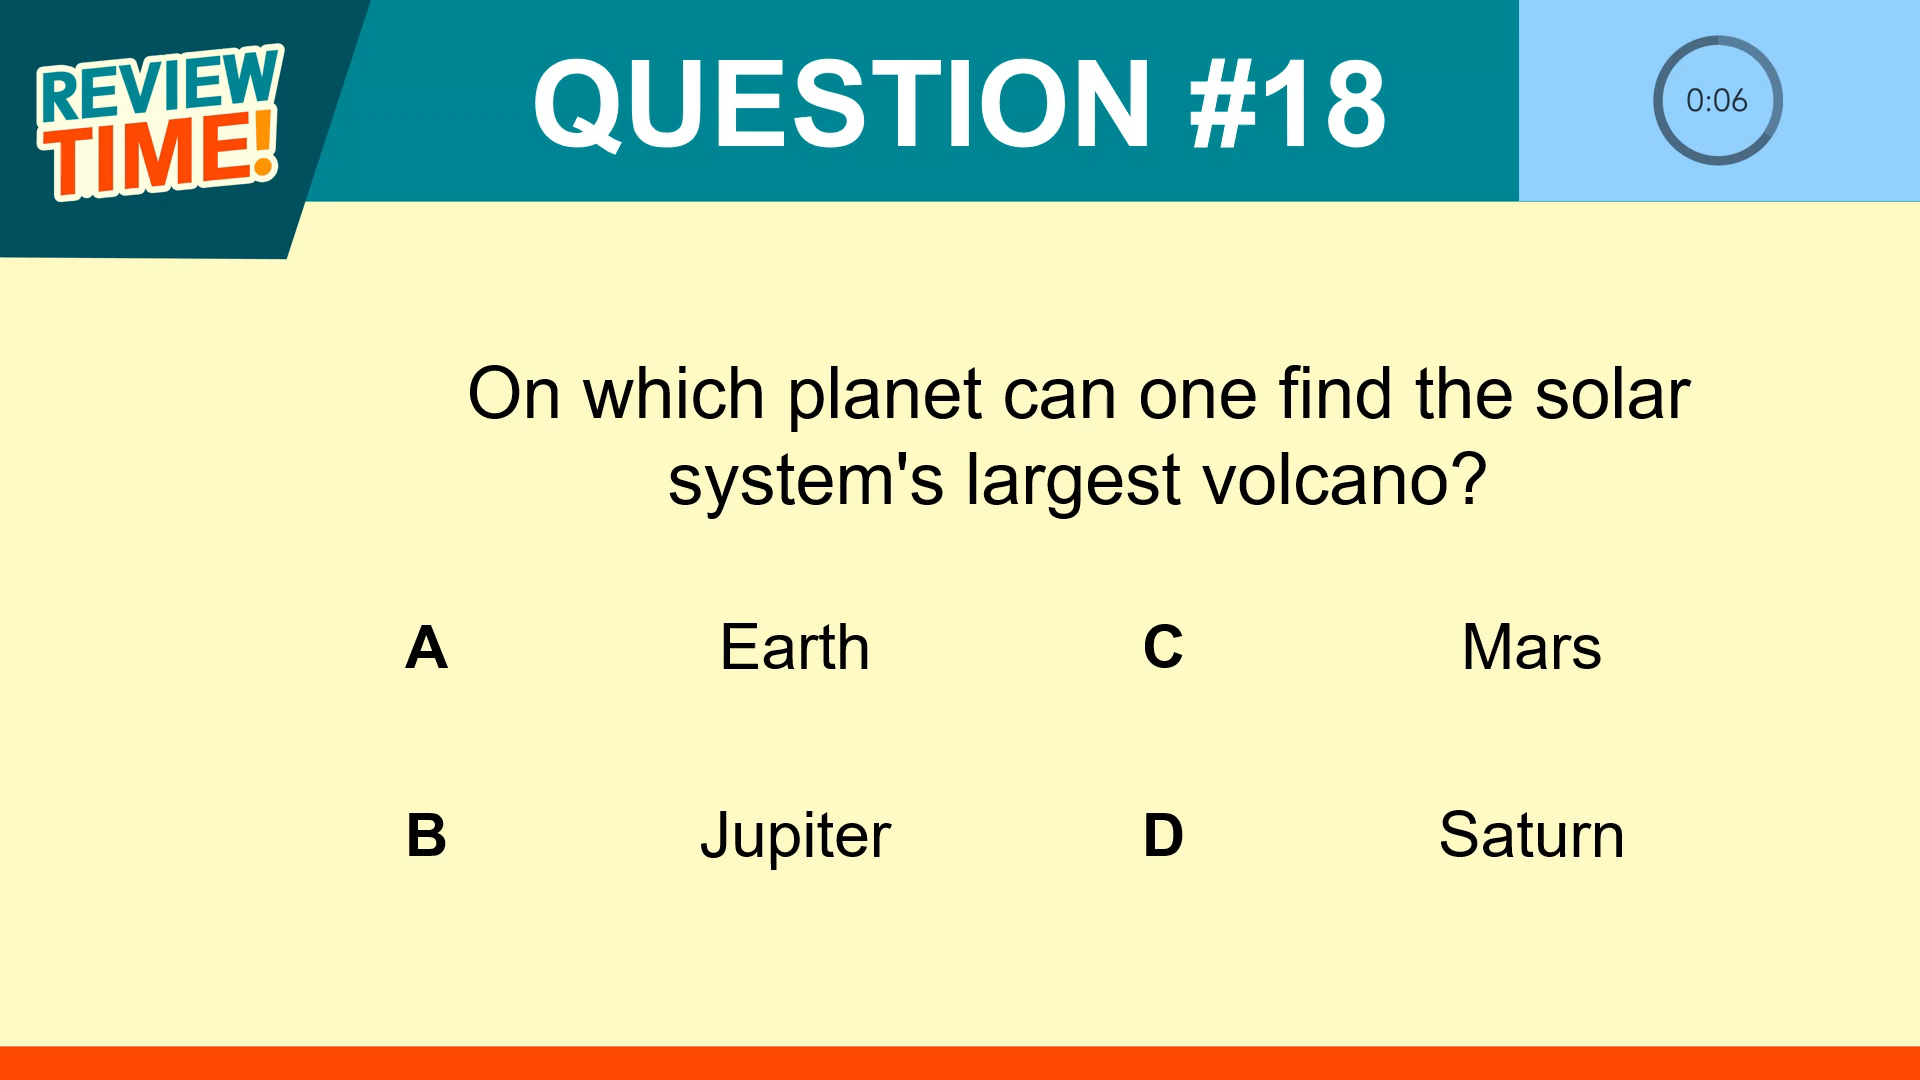 REVIEW
TIME!
QUESTION #18
0:06
On which planet can one find the solar
system's largest volcano?
A Earth
C Mars
B Jupiter
D Saturn